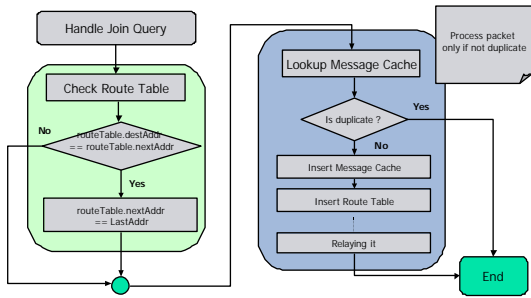 Handle Join Query
Check Route Table
No
routeTable.destAddr
== routeTable.nextAddr
Yes
routeTable.nextAddr
== LastAddr
Lookup Message Cache
Is duplicate ?
Yes
No
Insert Message Cache
Insert Route Table
Relaying it
Process packet
only if not duplicate
End